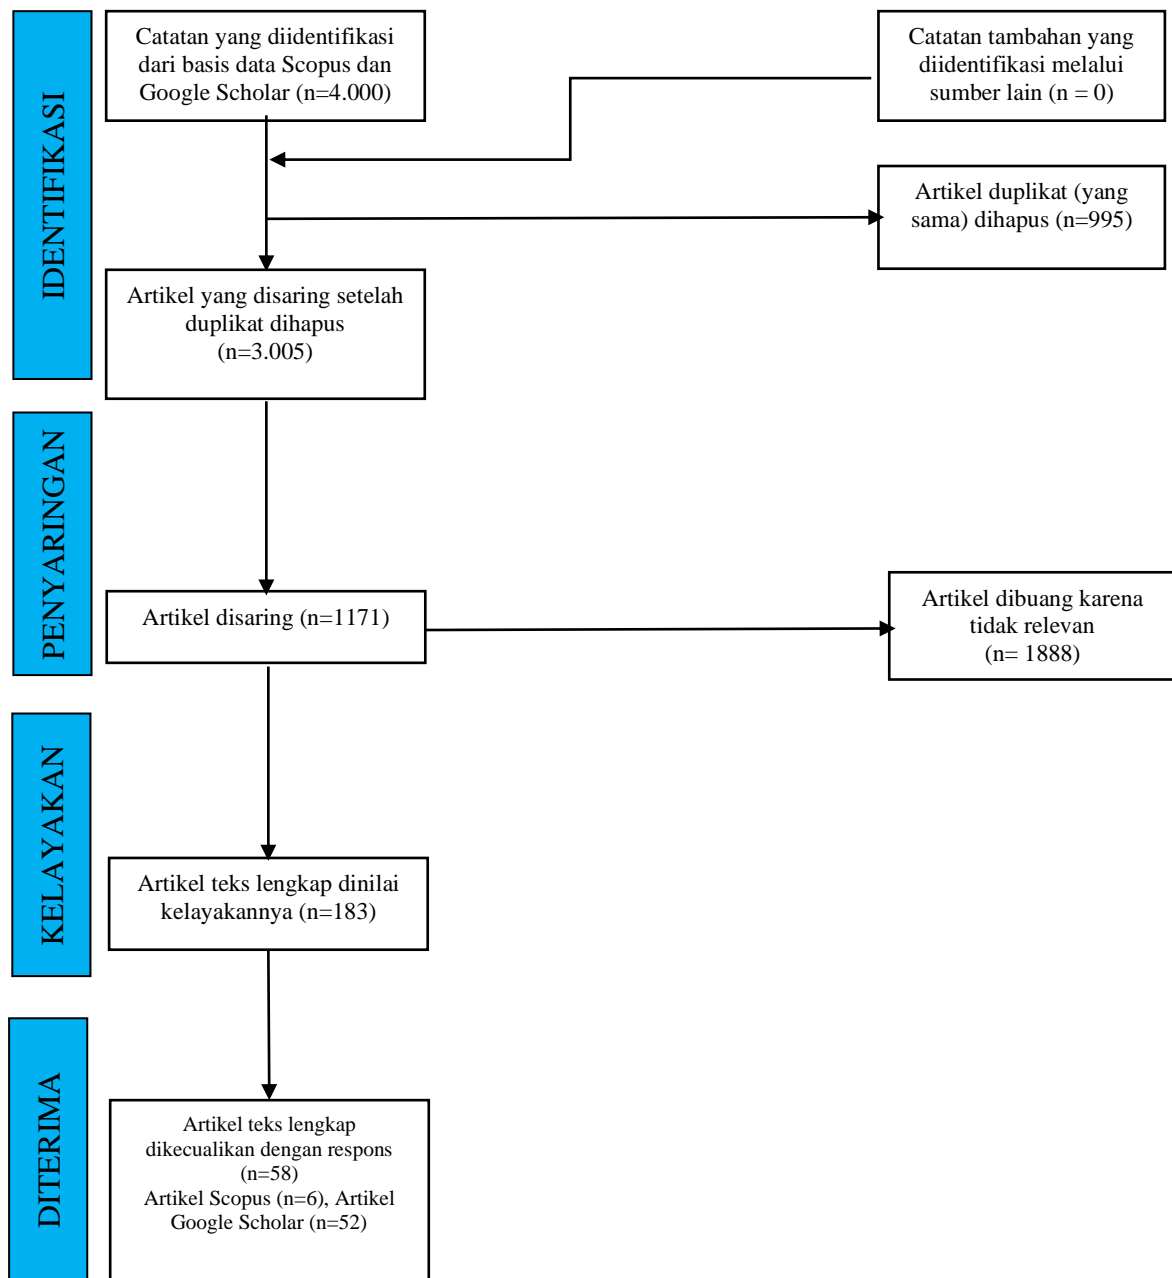 IDENTIFIKASI
Catatan yang diidentifikasi
dari basis data Scopus dan
Google Scholar (n=4.000)
Catatan tambahan yang
diidentifikasi melalui
sumber lain (n = 0)
Artikel duplikat (yang
sama) dihapus (n=995)
Artikel yang disaring setelah
duplikat dihapus
(n=3.005)
PENYARINGAN
Artikel disaring (n=1171)
Artikel dibuang karena
tidak relevan
(n= 1888)
KELAYAKAN
Artikel teks lengkap dinilai
kelayakannya (n=183)
DITERIMA
Artikel teks lengkap
dikecualikan dengan respons
(n=58)
Artikel Scopus (n=6), Artikel
Google Scholar (n=52)